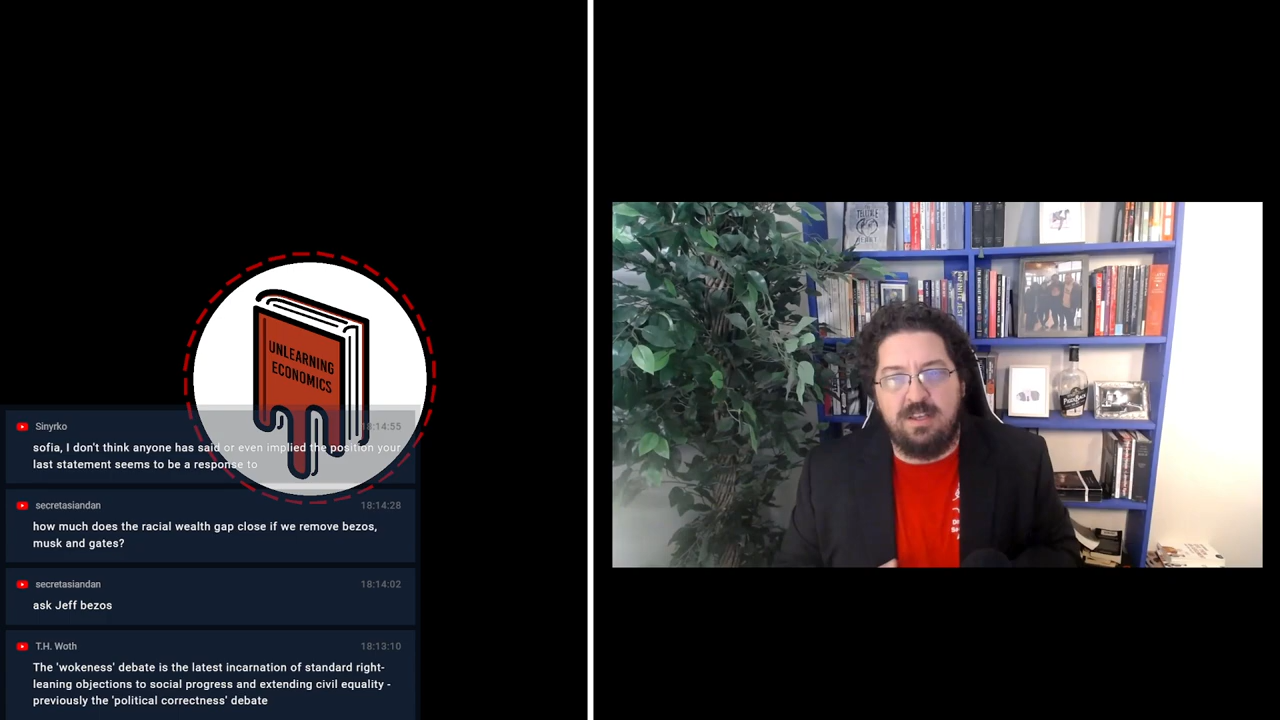 UNLEARNING
ECONOMICS
Sinyrko
18:14:55
sofia, I don't think anyone has said or even implied the position your
last statement seems to be a response to
secretasiandan
18:14:28
how much does the racial wealth gap close if we remove bezos,
musk and gates?
secretasiandan
18:14:02
ask Jeff bezos
T.H. Woth
18:13:10
The 'wokeness' debate is the latest incarnation of standard right-
leaning objections to social progress and extending civil equality -
previously the 'political correctness' debate
INFINITE JEST